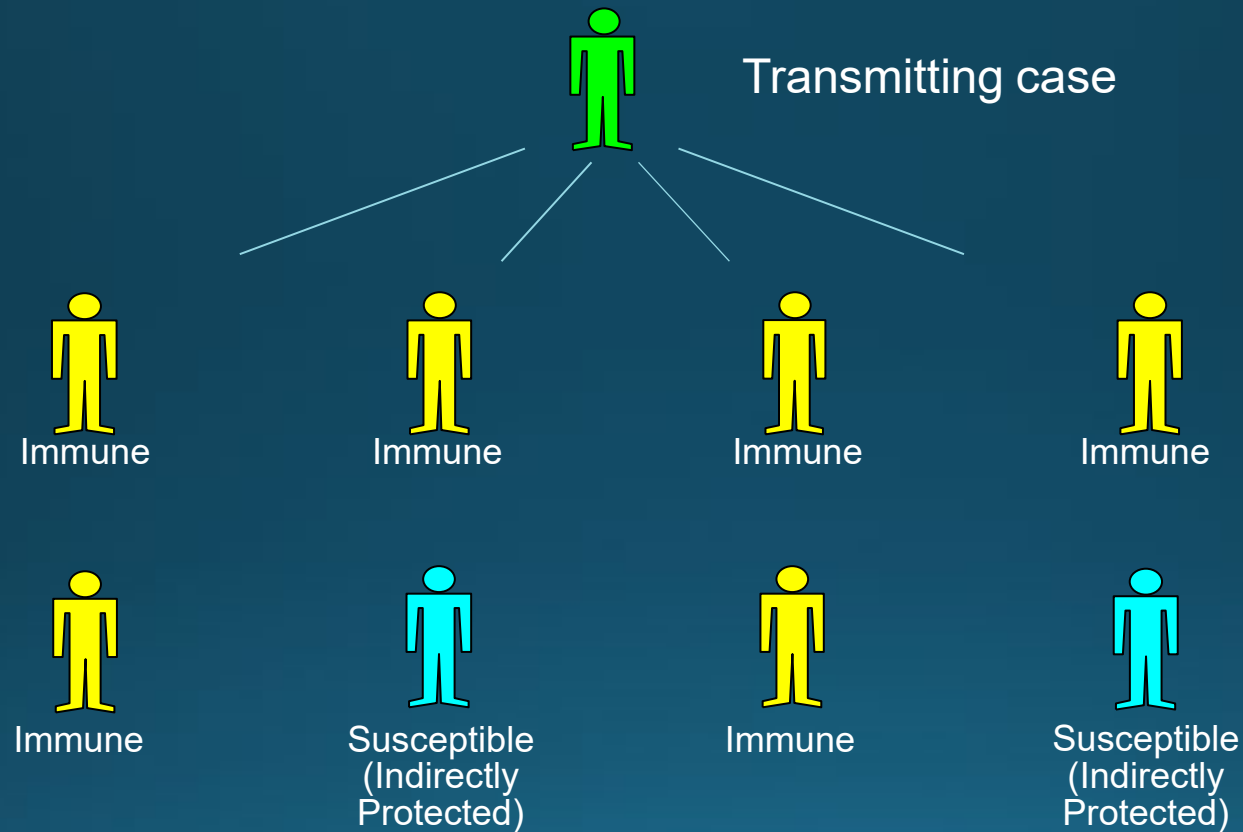 Transmitting case
Immune
Immune
Immune
Immune
Immune
Susceptible
(Indirectly
Protected)
Immune
Susceptible
(Indirectly
Protected)